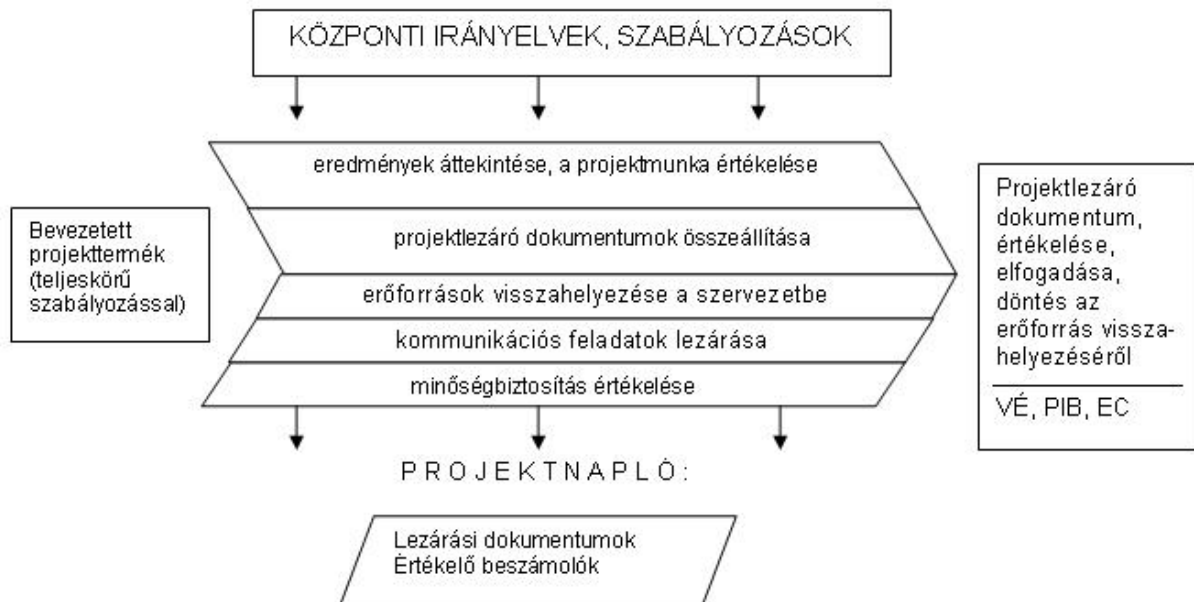 KÖZPONTI IRÁNYELVEK, SZABÁLYOZÁSOK
eredmények áttekintése, a projektmunka értékelése
Bevezetett
projekttermék
(teljeskörű
szabályozással)
projektlezáró dokumentumok összeállítása
erőforrások visszahelyezése a szervezetbe
kommunikációs feladatok lezárása
minőségbiztosítás értékelése
Projektlezáró
dokumentum,
értékelése,
elfogadása,
döntés az
erőforrás vissza-
helyezéséről
VÉ, PIB, EC
PROJEKTNAPLÓ:
Lezárási dokumentumok
Értékelő beszámolók